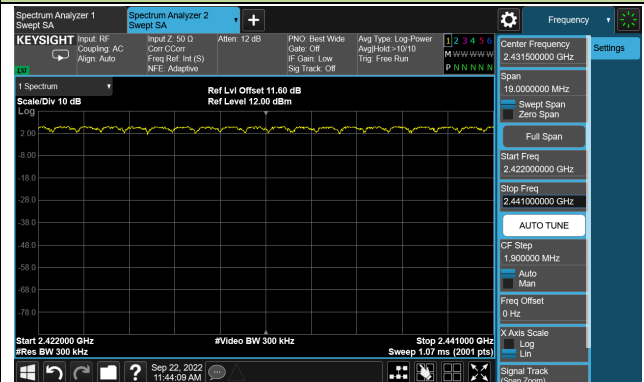 Spectrum Analyzer 1
Swept SA
Spectrum Analyzer 2
Swept SA
Frequency
KEYSIGHT
Input: RF
Coupling: AC
Align: Auto
Input Z: 50 Ω
Corr CCorr
Freq Ref: Int (S)
NFE: Adaptive
Atten: 12 dB
PNO: Best Wide
Gate: Off
IF Gain: Low
Sig Track: Off
Avg Type: Log-Power
Avg|Hold:>10/10
Trig: Free Run
1 2 3 4 5 6
M W W W W W
P N N N N N
LXI
1 Spectrum
Scale/Div 10 dB
Ref Lvl Offset 11.60 dB
Ref Level 12.00 dBm
Log
2.00
-8.00
-18.0
-28.0
-38.0
-48.0
-58.0
-68.0
-78.0
Start 2.422000 GHz
#Res BW 300 kHz
#Video BW 300 kHz
Stop 2.441000 GHz
Sweep 1.07 ms (2001 pts)
Sep 22, 2022
11:44:09 AM
Center Frequency
2.431500000 GHz
Settings
Span
19.0000000 MHz
Swept Span
Zero Span
Full Span
Start Freq
2.422000000 GHz
Stop Freq
2.441000000 GHz
AUTO TUNE
CF Step
1.900000 MHz
Auto
Man
Freq Offset
0 Hz
X Axis Scale
Log
Lin
Signal Track
(Span Zoom)